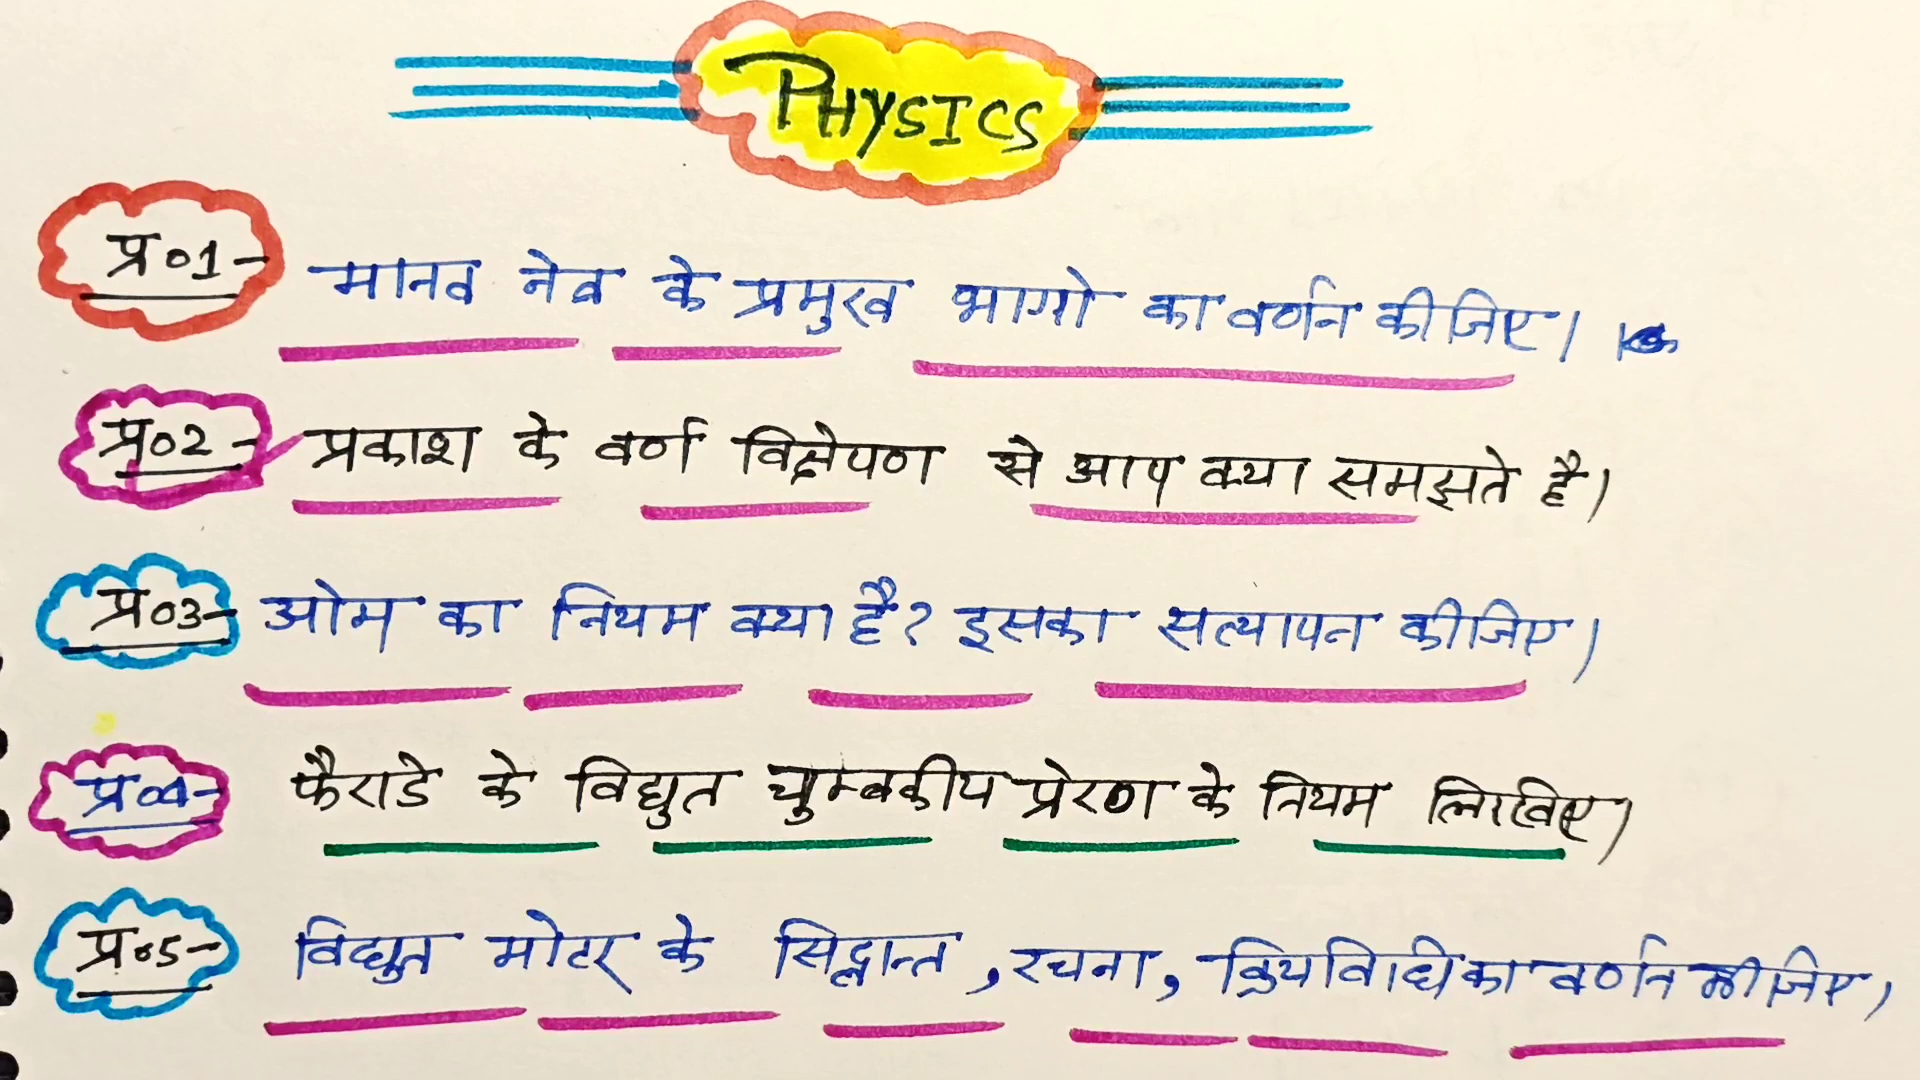 PHYSICS
प्र01- मानव नेत्र के प्रमुख भागो का वर्णन कीजिए।
प्र02- प्रकाश के वर्ण विक्षेपण से आप क्या समझते है।
प्र03- ओम का नियम क्या है? इसका सत्यापन कीजिए।
प्र04- फैराडे के विद्युत चुम्बकीय प्रेरण के नियम लिखिए।
प्र05- विद्युत मोटर के सिद्धान्त, रचना, क्रियविधि का वर्णन कीजिए।